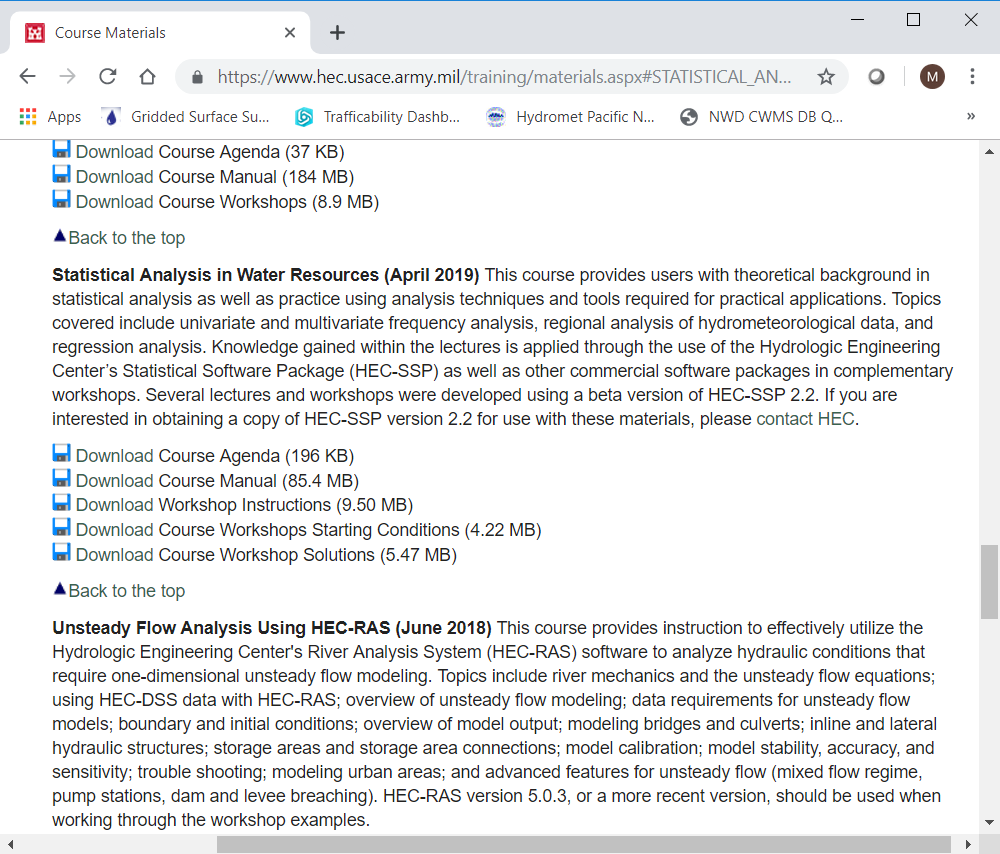 Course Materials
https://www.hec.usace.army.mil/training/materials.aspx#STATISTICAL_AN...
M
Apps
Gridded Surface Su...
Trafficability Dashb...
Hydromet Pacific N...
NWD CWMS DB Q...
»
Download Course Agenda (37 KB)
Download Course Manual (184 MB)
Download Course Workshops (8.9 MB)
Back to the top
Statistical Analysis in Water Resources (April 2019) This course provides users with theoretical background in
statistical analysis as well as practice using analysis techniques and tools required for practical applications. Topics
covered include univariate and multivariate frequency analysis, regional analysis of hydrometeorological data, and
regression analysis. Knowledge gained within the lectures is applied through the use of the Hydrologic Engineering
Center’s Statistical Software Package (HEC-SSP) as well as other commercial software packages in complementary
workshops. Several lectures and workshops were developed using a beta version of HEC-SSP 2.2. If you are
interested in obtaining a copy of HEC-SSP version 2.2 for use with these materials, please contact HEC.
Download Course Agenda (196 KB)
Download Course Manual (85.4 MB)
Download Workshop Instructions (9.50 MB)
Download Course Workshops Starting Conditions (4.22 MB)
Download Course Workshop Solutions (5.47 MB)
Back to the top
Unsteady Flow Analysis Using HEC-RAS (June 2018) This course provides instruction to effectively utilize the
Hydrologic Engineering Center's River Analysis System (HEC-RAS) software to analyze hydraulic conditions that
require one-dimensional unsteady flow modeling. Topics include river mechanics and the unsteady flow equations;
using HEC-DSS data with HEC-RAS; overview of unsteady flow modeling; data requirements for unsteady flow
models; boundary and initial conditions; overview of model output; modeling bridges and culverts; inline and lateral
hydraulic structures; storage areas and storage area connections; model calibration; model stability, accuracy, and
sensitivity; trouble shooting; modeling urban areas; and advanced features for unsteady flow (mixed flow regime,
pump stations, dam and levee breaching). HEC-RAS version 5.0.3, or a more recent version, should be used when
working through the workshop examples.